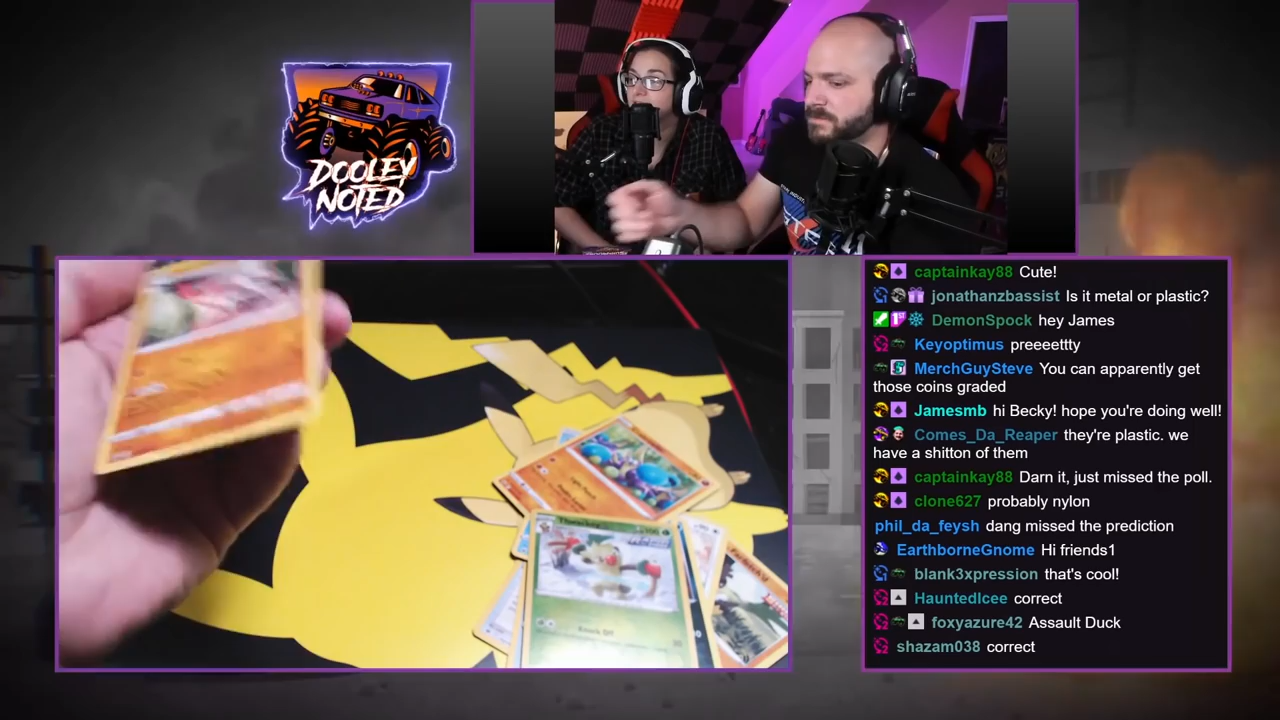 DOOLEY
NOTED
captainkay88 Cute!
jonathanzbassist Is it metal or plastic?
DemonSpock hey James
Keyoptimus preeeettty
MerchGuySteve You can apparently get
those coins graded
Jamesmb hi Becky! hope you're doing well!
Comes_Da_Reaper they're plastic. we
have a shitton of them
captainkay88 Darn it, just missed the poll.
clone627 probably nylon
phil_da_feysh dang missed the prediction
EarthborneGnome Hi friends1
blank3xpression that's cool!
HauntedIcee correct
foxyazure42 Assault Duck
shazam038 correct
Knock Off